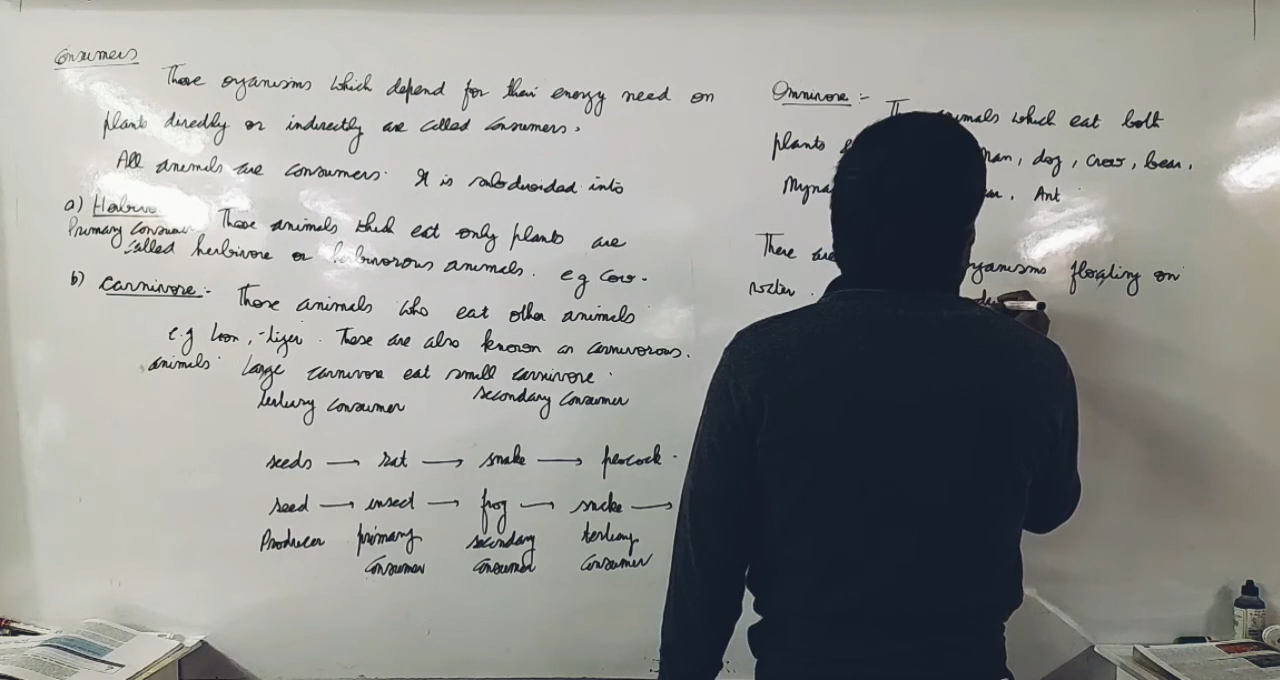 Consumers
Those organisms which depend for their energy need on
plants directly or indirectly are called consumers.
All animals are consumers. It is subdivided into
a) Herbivo
Those animals which eat only plants are
Primary Consumer
called herbivore or herbivorous animals. eg Cow.
b) Carnivore :- Those animals who eat other animals
e.g Lion, tiger. These are also known as carnivorous.
animals Large carnivore eat small carnivore.
tertiary consumer secondary consumer
seeds → rat → snake → peacock.
seed → insect → frog → snake →
Producer primary secondary tertiary
consumer consumer consumer
Omnivore :- animals which eat both
plants man, dog, crow, bear,
Myna Ant
There are organisms floating on
water.